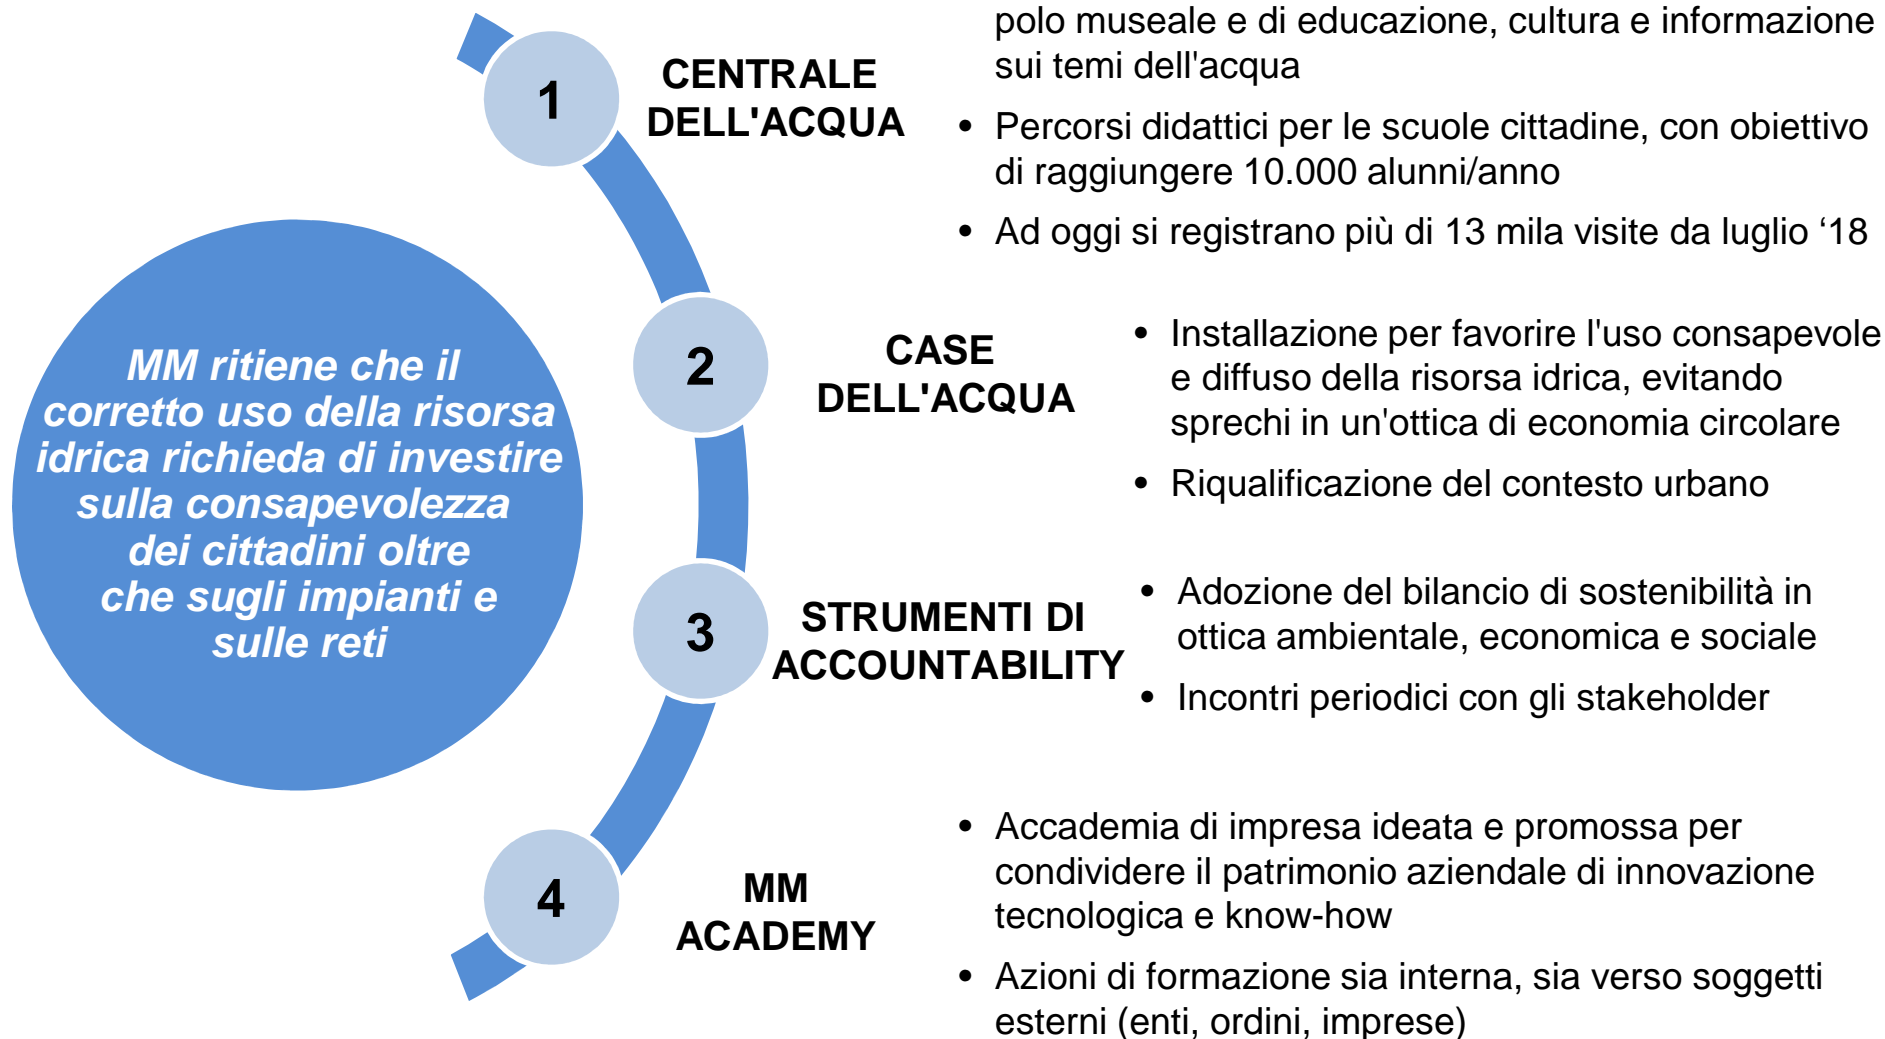 MM ritiene che il
corretto uso della risorsa
idrica richieda di investire
sulla consapevolezza
dei cittadini oltre
che sugli impianti e
sulle reti
1
CENTRALE
DELL'ACQUA
polo museale e di educazione, cultura e informazione
sui temi dell'acqua
• Percorsi didattici per le scuole cittadine, con obiettivo
di raggiungere 10.000 alunni/anno
• Ad oggi si registrano più di 13 mila visite da luglio ‘18
2
CASE
DELL'ACQUA
• Installazione per favorire l'uso consapevole
e diffuso della risorsa idrica, evitando
sprechi in un'ottica di economia circolare
• Riqualificazione del contesto urbano
3
STRUMENTI DI
ACCOUNTABILITY
• Adozione del bilancio di sostenibilità in
ottica ambientale, economica e sociale
• Incontri periodici con gli stakeholder
4
MM
ACADEMY
• Accademia di impresa ideata e promossa per
condividere il patrimonio aziendale di innovazione
tecnologica e know-how
• Azioni di formazione sia interna, sia verso soggetti
esterni (enti, ordini, imprese)